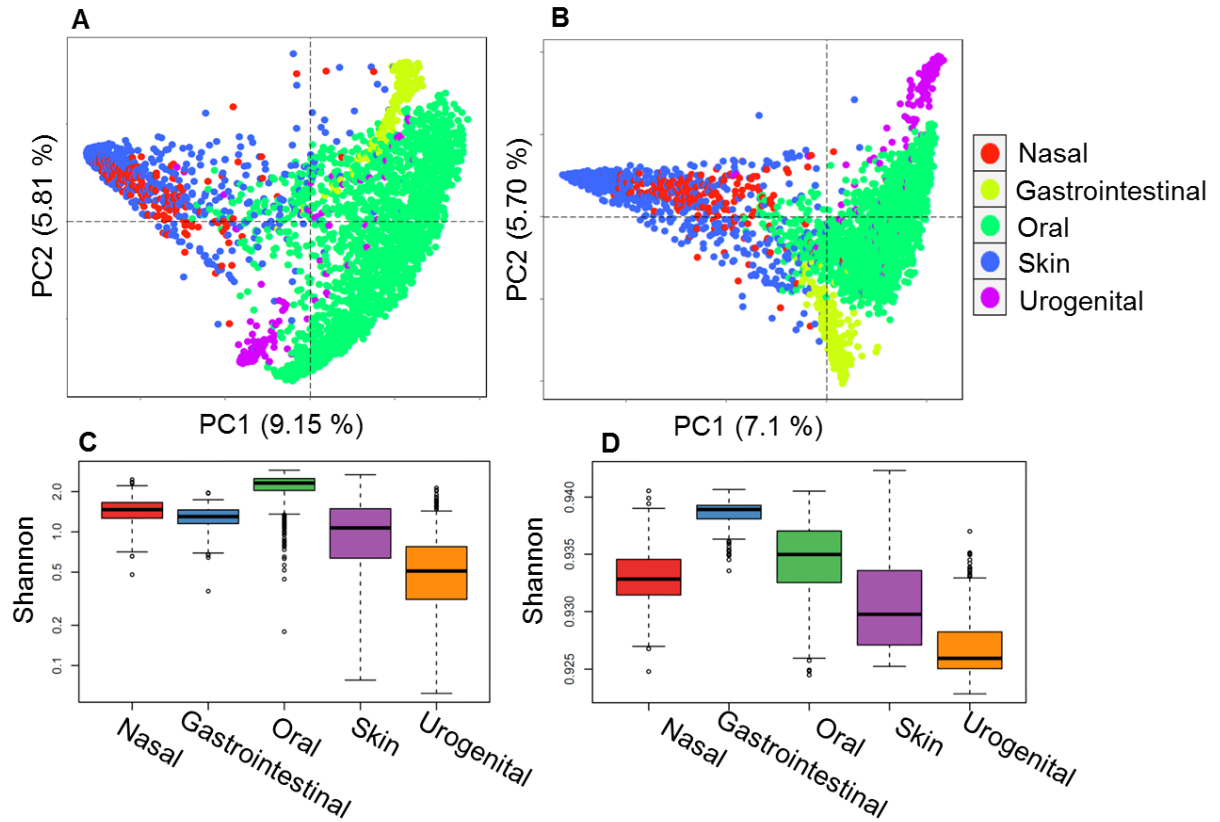 A
B
PC2 (5.81 %)
PC1 (9.15 %)
PC2 (5.70 %)
PC1 (7.1 %)
Nasal
Gastrointestinal
Oral
Skin
Urogenital
C
D
Shannon
2.0
1.0
0.5
0.2
0.1
Nasal
Gastrointestinal
Oral
Skin
Urogenital
Shannon
0.940
0.935
0.930
0.925
Nasal
Gastrointestinal
Oral
Skin
Urogenital